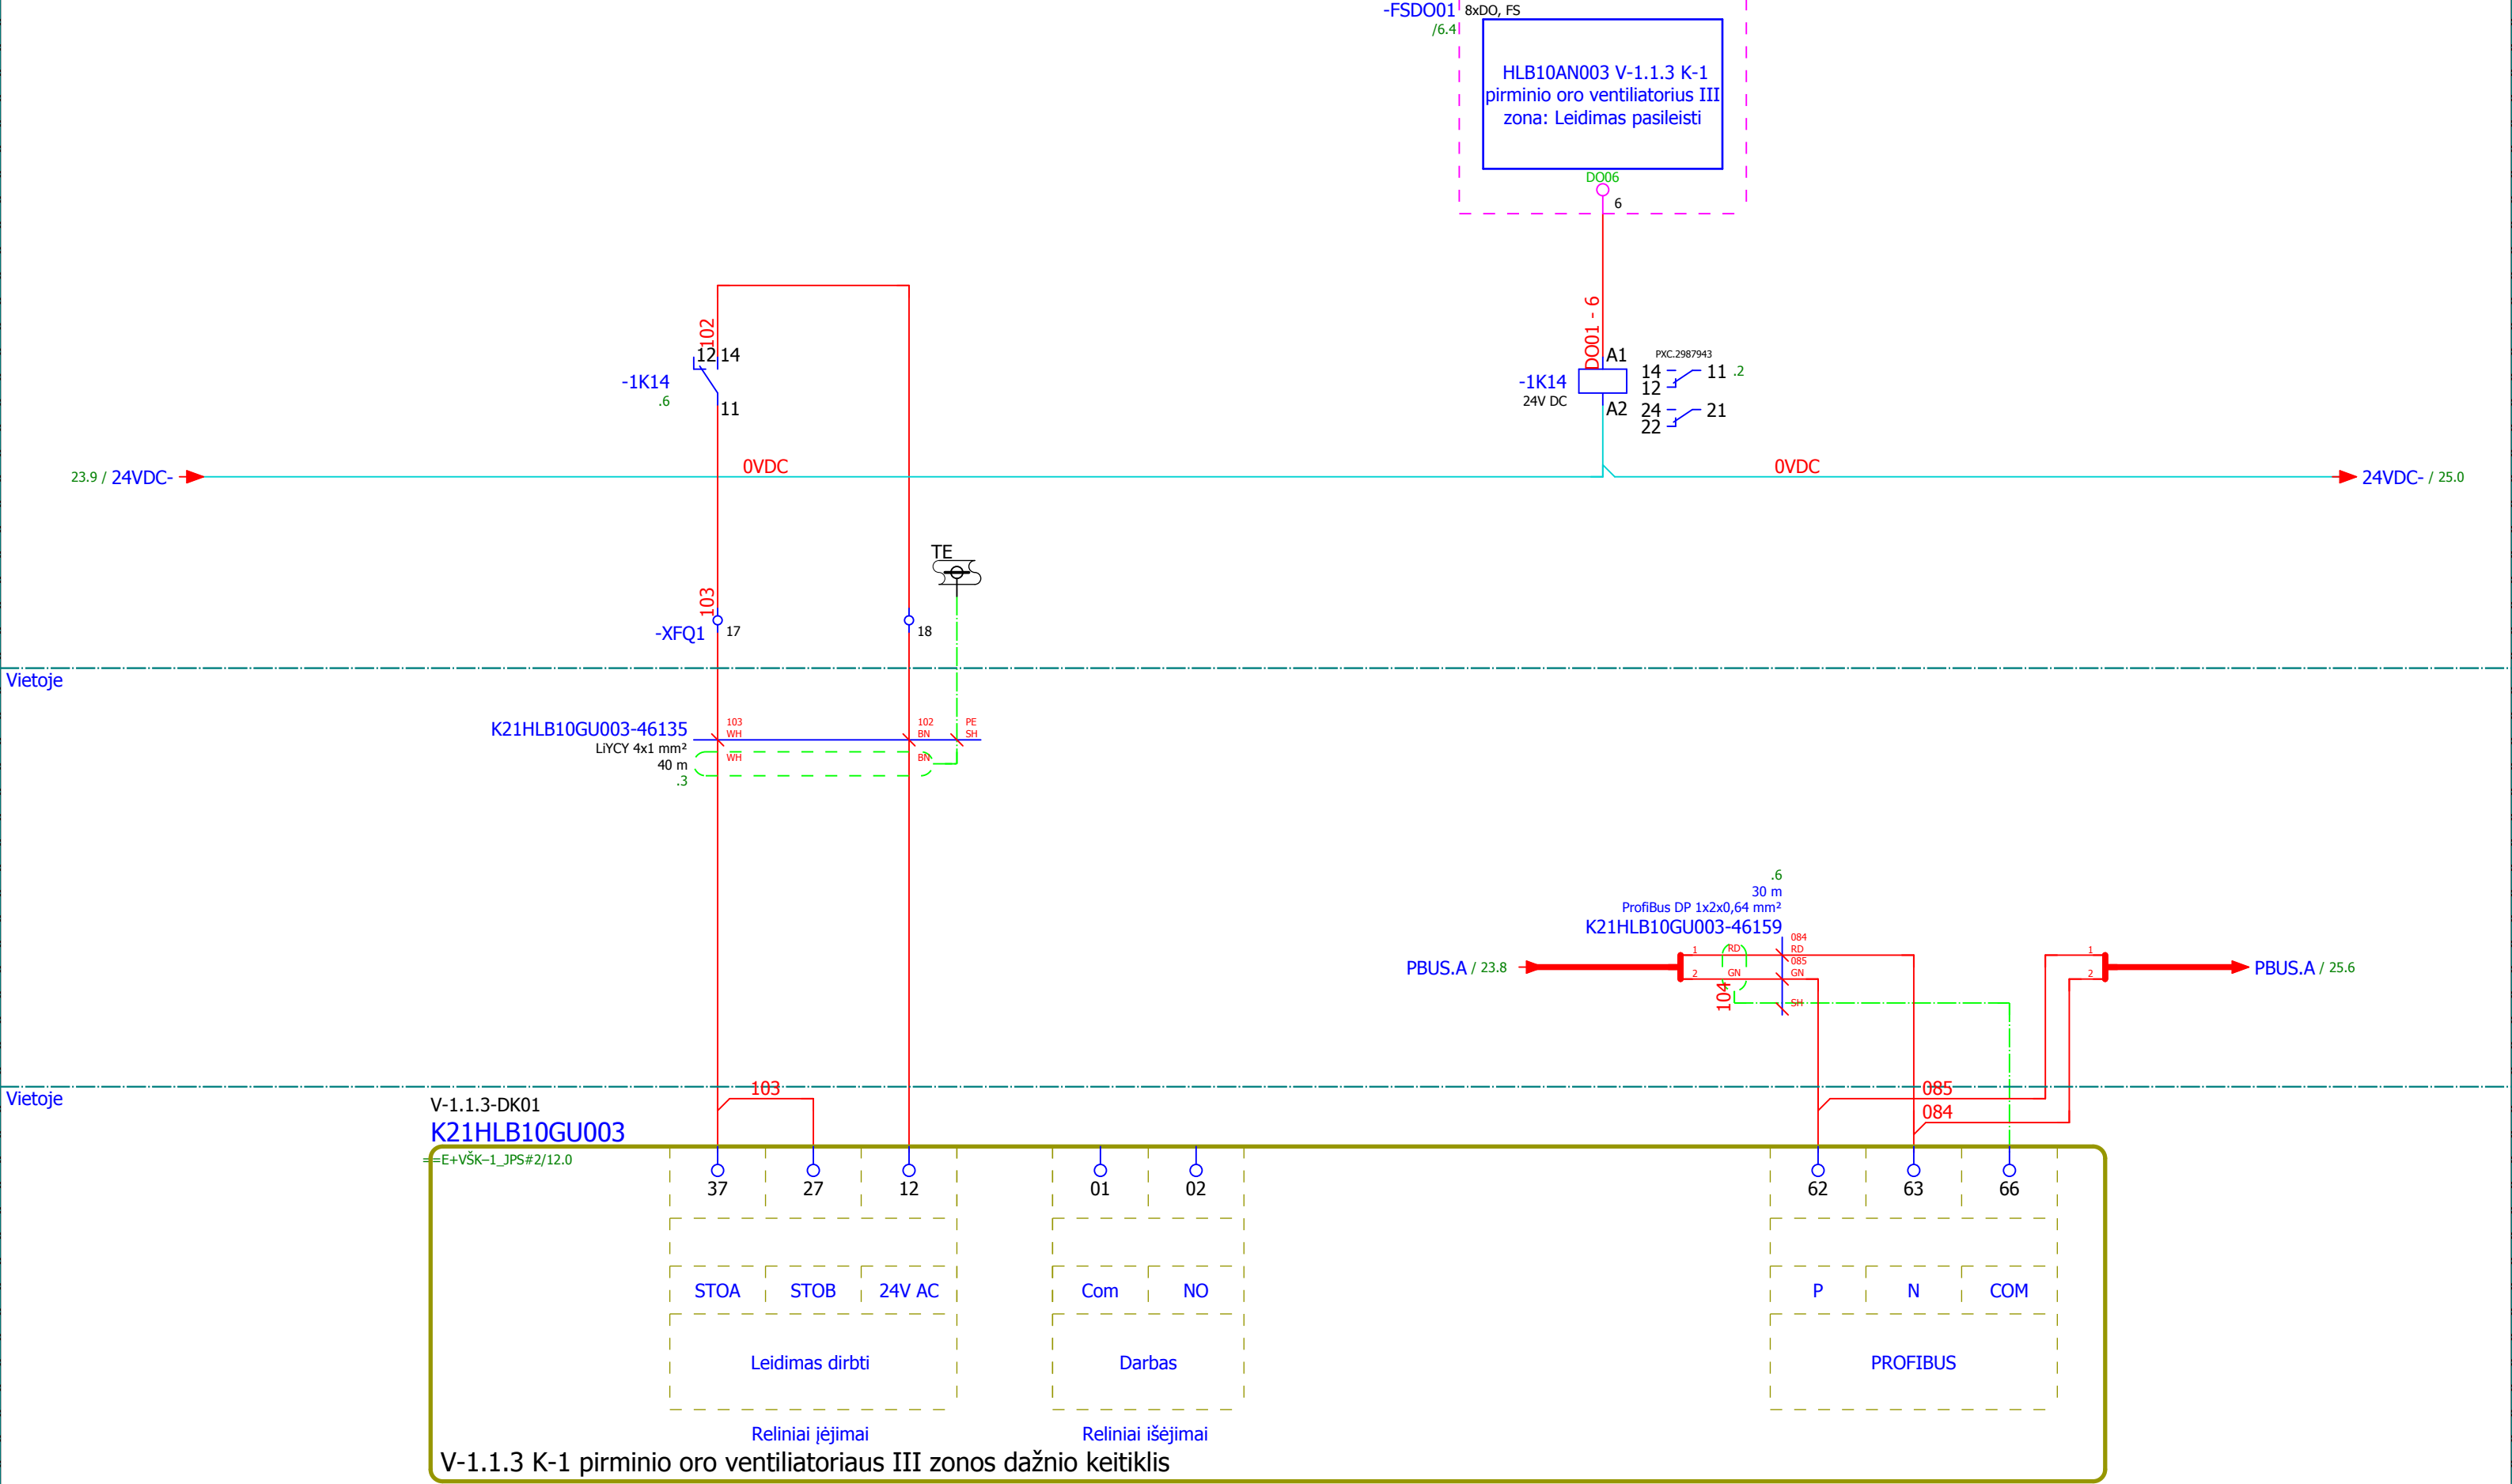 -FSDO01 8xDO, FS
/6.4
HLB10AN003 V-1.1.3 K-1
pirminio oro ventiliatorius III
zona: Leidimas pasileisti
DO06
6
DO01 - 6
102
12 14
-1K14
.6
11
A1
PXC.2987943
-1K14
24V DC
A2
14 11 .2
12
24 21
22
23.9 / 24VDC-
0VDC
0VDC
24VDC- / 25.0
TE
103
-XFQ1
17
18
Vietoje
K21HLB10GU003-46135
LiYCY 4x1 mm²
40 m
.3
103
WH
102
BN
PE
SH
WH
BN
.6
30 m
ProfiBus DP 1x2x0,64 mm²
K21HLB10GU003-46159
PBUS.A / 23.8
1
2
RD
GN
084
RD
085
GN
SH
104
1
2
PBUS.A / 25.6
Vietoje
103
085
084
V-1.1.3-DK01
K21HLB10GU003
==E+VŠK-1_JPS#2/12.0
37 27 12 01 02 62 63 66
STOA STOB 24V AC Com NO P N COM
Leidimas dirbti Darbas PROFIBUS
Reliniai įėjimai Reliniai išėjimai
V-1.1.3 K-1 pirminio oro ventiliatoriaus III zonos dažnio keitiklis